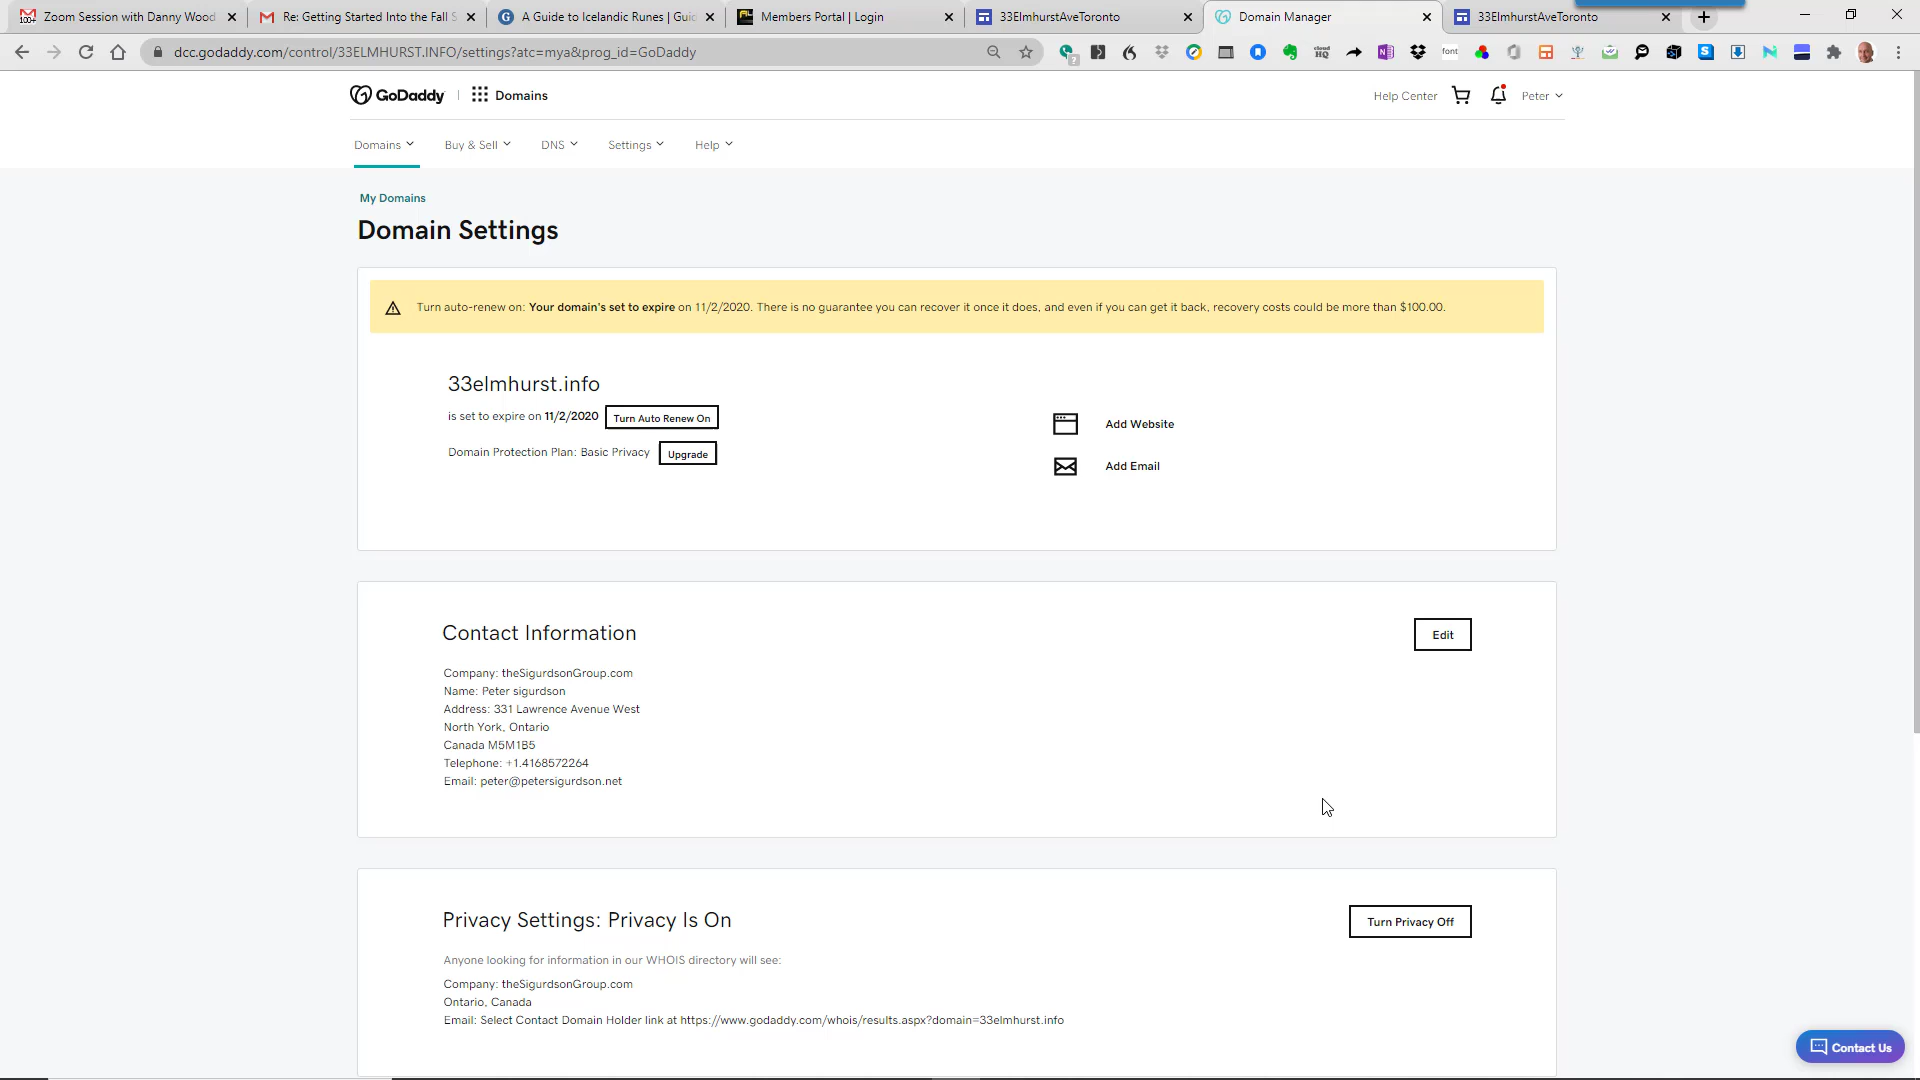 Zoom Session with Danny Wood
Re: Getting Started Into the Fall S
A Guide to Icelandic Runes | Gui
Members Portal | Login
33ElmhurstAveToronto
Domain Manager
33ElmhurstAveToronto
dcc.godaddy.com/control/33ELMHURST.INFO/settings?atc=mya&prog_id=GoDaddy
GoDaddy
Domains
Help Center
Peter
Domains
Buy & Sell
DNS
Settings
Help
My Domains
Domain Settings
Turn auto-renew on: Your domain's set to expire on 11/2/2020. There is no guarantee you can recover it once it does, and even if you can get it back, recovery costs could be more than $100.00.
33elmhurst.info
is set to expire on 11/2/2020 Turn Auto Renew On
Domain Protection Plan: Basic Privacy Upgrade
Add Website
Add Email
Contact Information
Edit
Company: theSigurdsonGroup.com
Name: Peter sigurdson
Address: 331 Lawrence Avenue West
North York, Ontario
Canada M5M1B5
Telephone: +1.4168572264
Email: peter@petersigurdson.net
Privacy Settings: Privacy Is On
Turn Privacy Off
Anyone looking for information in our WHOIS directory will see:
Company: theSigurdsonGroup.com
Ontario, Canada
Email: Select Contact Domain Holder link at https://www.godaddy.com/whois/results.aspx?domain=33elmhurst.info
Contact Us